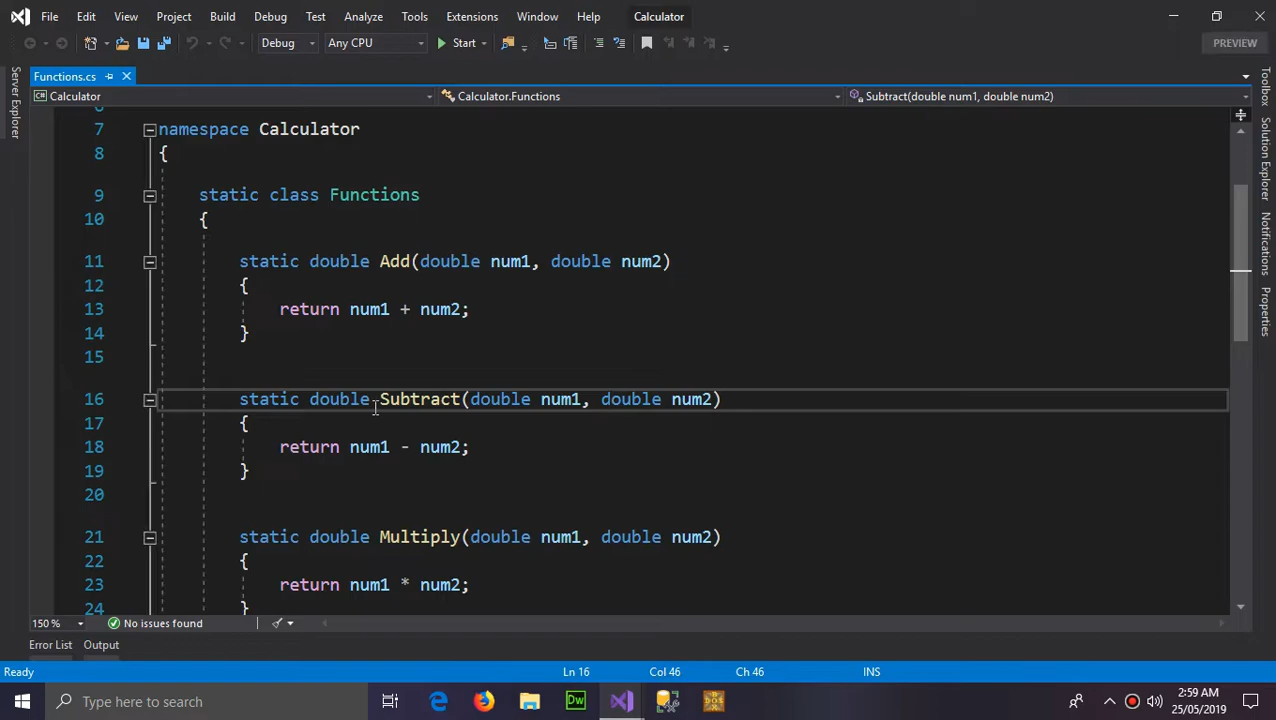 File Edit View Project Build Debug Test Analyze Tools Extensions Window Help Calculator
Debug Any CPU Start PREVIEW
Functions.cs
Calculator Calculator.Functions Subtract(double num1, double num2)
7 namespace Calculator
8 {
9 static class Functions
10 {
11 static double Add(double num1, double num2)
12 {
13 return num1 + num2;
14 }
15
16 static double Subtract(double num1, double num2)
17 {
18 return num1 - num2;
19 }
20
21 static double Multiply(double num1, double num2)
22 {
23 return num1 * num2;
24 }
Server Explorer
Toolbox
Solution Explorer
Notifications
Properties
150 % No issues found
Error List Output
Ready Ln 16 Col 46 Ch 46 INS
Type here to search
Dw
2:59 AM
25/05/2019